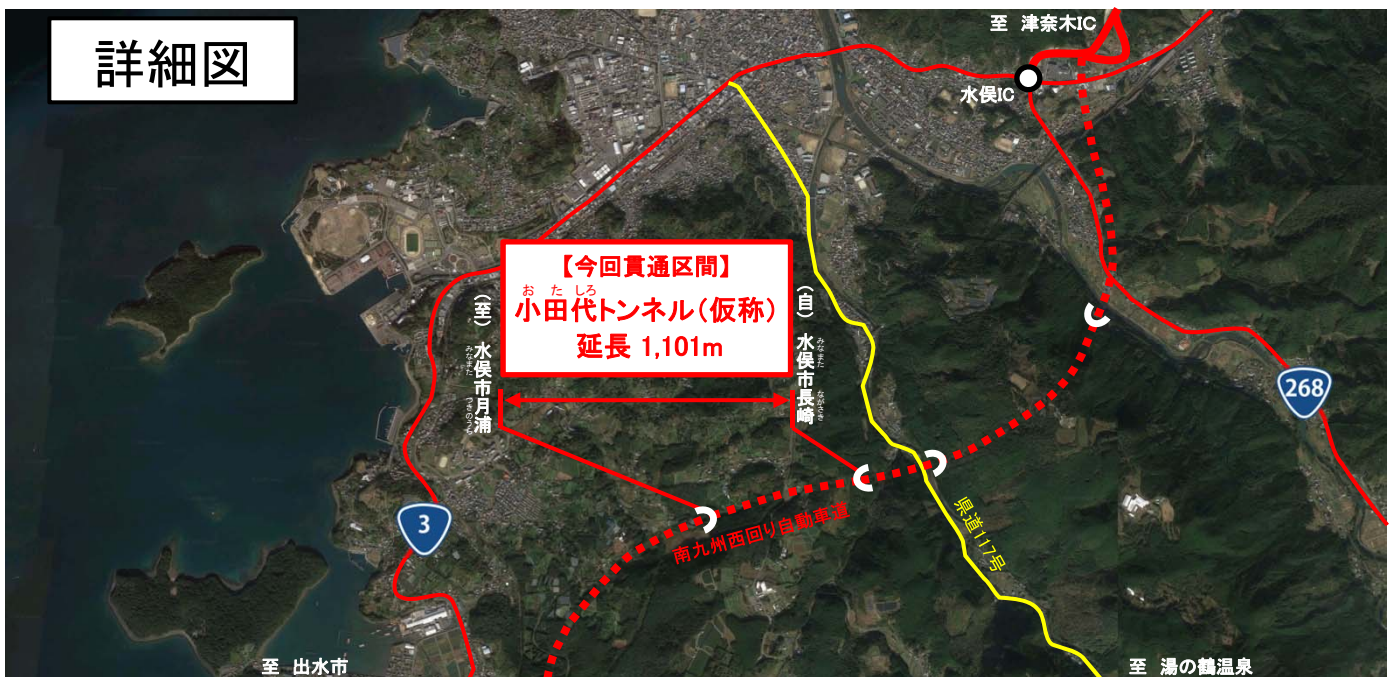 詳細図
至 津奈木IC
水俣IC
【今回貫通区間】
おたしろ
小田代トンネル(仮称)
延長 1,101m
(至) 水俣市月浦
みなまた つきのうら
(自) 水俣市長崎
みなまた ながさき
268
3
南九州西回り自動車道
県道117号
至 出水市
至 湯の鶴温泉